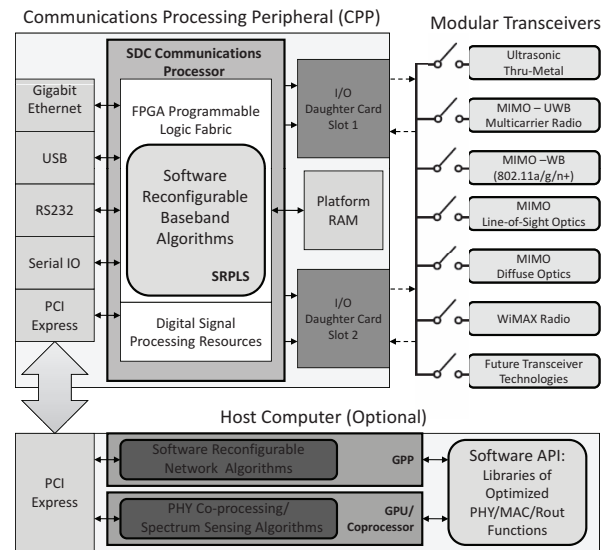 Communications Processing Peripheral (CPP)
Modular Transceivers
SDC Communications
Processor
Gigabit
Ethernet
USB
RS232
Serial IO
PCI
Express
FPGA Programmable
Logic Fabric
Software
Reconfigurable
Baseband
Algorithms
SRPLS
Digital Signal
Processing Resources
I/O
Daughter Card
Slot 1
Platform
RAM
I/O
Daughter Card
Slot 2
Ultrasonic
Thru-Metal
MIMO – UWB
Multicarrier Radio
MIMO –WB
(802.11a/g/n+)
MIMO
Line-of-Sight Optics
MIMO
Diffuse Optics
WiMAX Radio
Future Transceiver
Technologies
Host Computer (Optional)
PCI
Express
Software Reconfigurable
Network Algorithms
GPP
PHY Co-processing/
Spectrum Sensing Algorithms
GPU/
Coprocessor
Software API:
Libraries of
Optimized
PHY/MAC/Rout
Functions